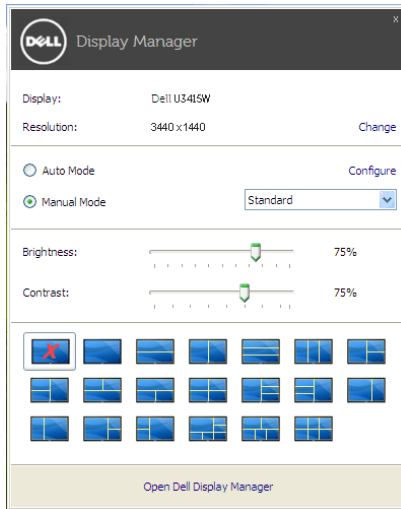 x
DELL Display Manager
Display: Dell U3415W
Resolution: 3440 x 1440 Change
Auto Mode Configure
Manual Mode Standard
Brightness: 75%
Contrast: 75%
X
Open Dell Display Manager